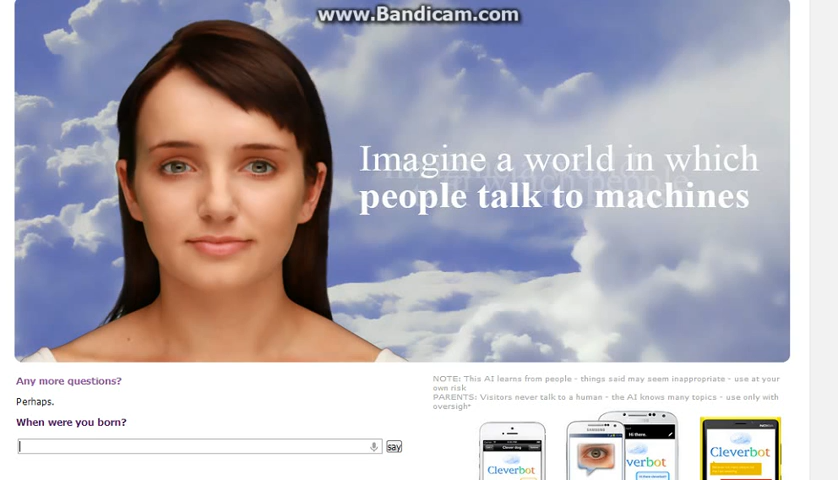 www.Bandicam.com
Imagine a world in which
people talk to machines
Any more questions?
Perhaps.
When were you born?
say
NOTE: This AI learns from people - things said may seem inappropriate - use at your
own risk
PARENTS: Visitors never talk to a human - the AI knows many topics - use only with
oversight
Hi there.
Cleverbot
verbot
Cleverbot